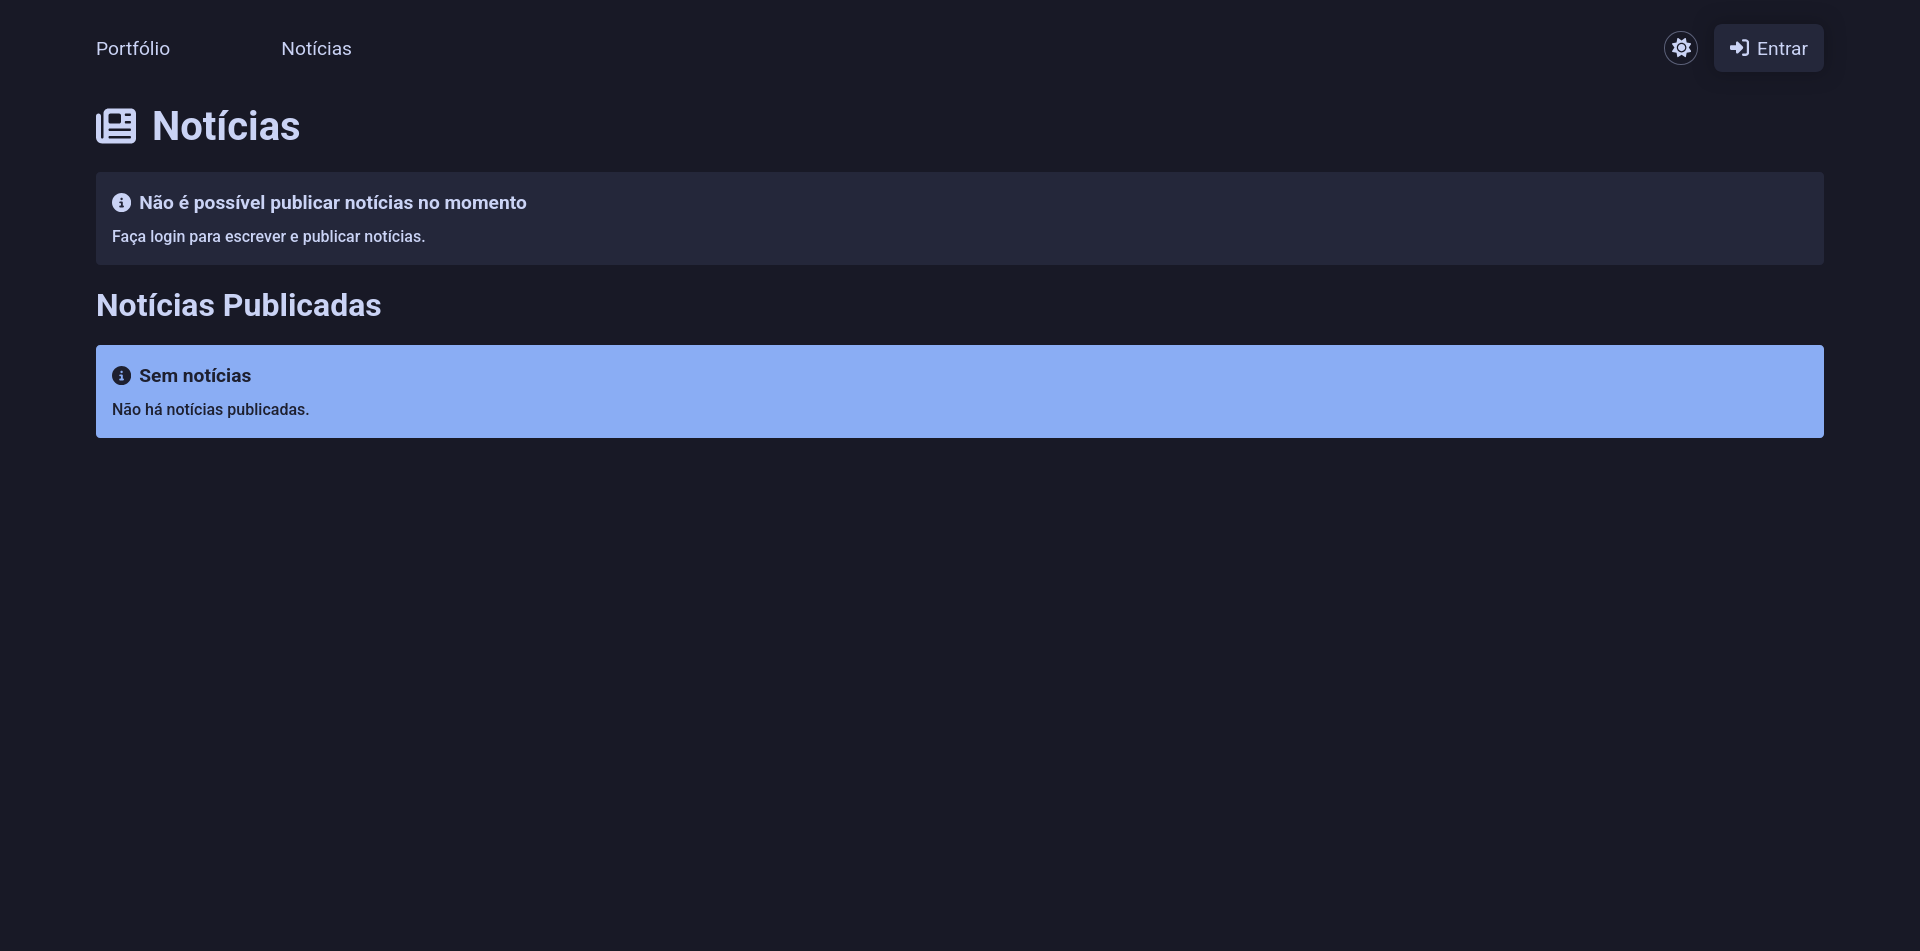 Portfólio
Notícias
Entrar
Notícias
Não é possível publicar notícias no momento
Faça login para escrever e publicar notícias.
Notícias Publicadas
Sem notícias
Não há notícias publicadas.